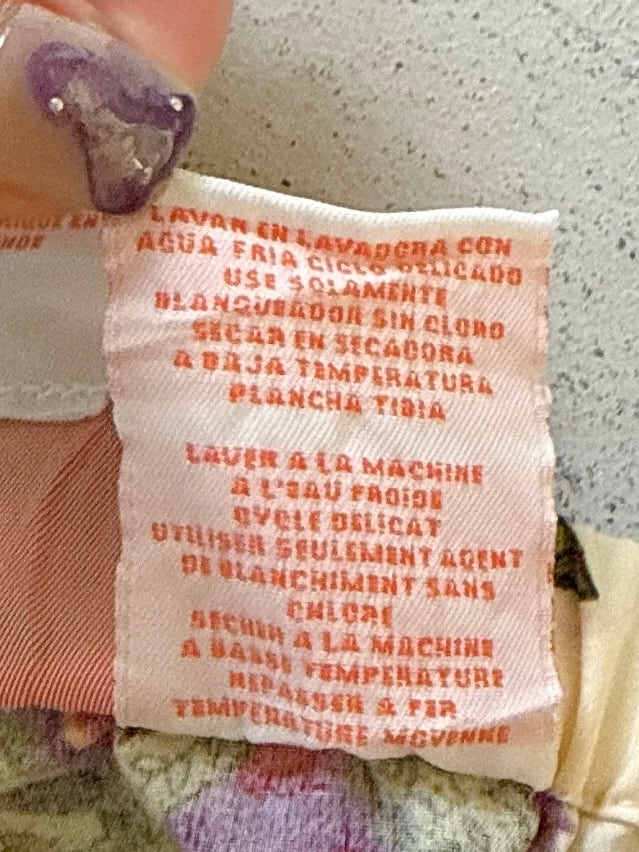 LAVAR EN LAVADORA CON
AGUA FRIA CICLO DELICADO
USE SOLAMENTE
BLANQUEADOR SIN CLORO
SECAR EN SECADORA
A BAJA TEMPERATURA
PLANCHA TIBIA
LAVER A LA MACHINE
A L'EAU FROIDE
CYCLE DELICAT
UTILISER SEULEMENT AGENT
DE BLANCHIMENT SANS
CHLORE
SECHER A LA MACHINE
A BASSE TEMPERATURE
REPASSER A FER
TEMPERATURE MOYENNE